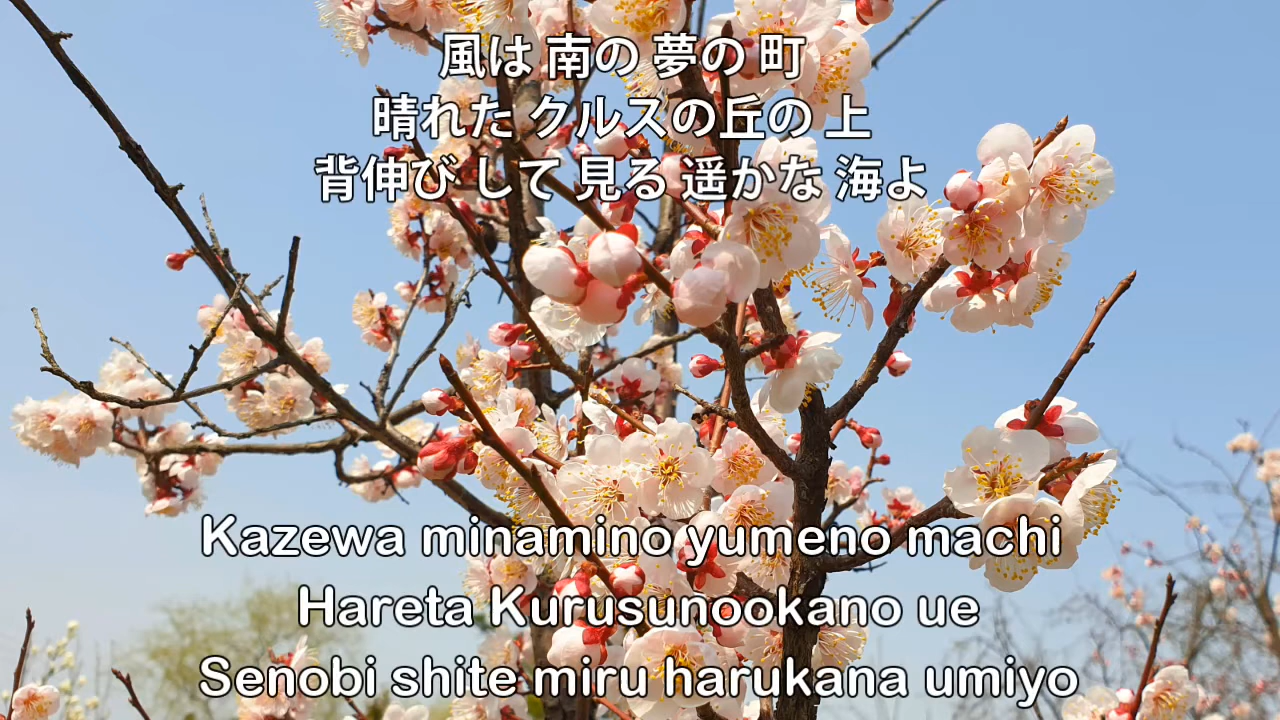 風は 南の 夢の 町
晴れた クルスの丘の 上
背伸び して 見る 遥かな 海よ
Kazewa minamino yumeno machi
Hareta Kurusunookano ue
Senobi shite miru harukana umiyo